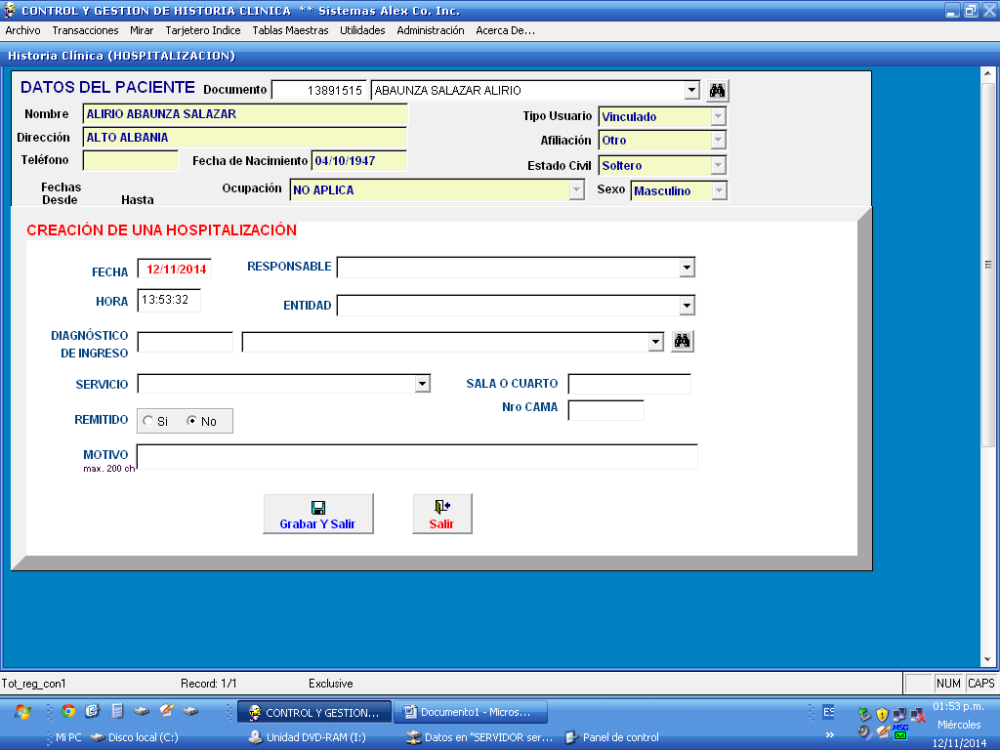 CONTROL Y GESTION DE HISTORIA CLINICA ** Sistemas Alex Co. Inc.
Archivo Transacciones Mirar Tarjetero Indice Tablas Maestras Utilidades Administración Acerca De...
Historia Clínica (HOSPITALIZACION)
DATOS DEL PACIENTE Documento 13891515 ABAUNZA SALAZAR ALIRIO
Nombre ALIRIO ABAUNZA SALAZAR Tipo Usuario Vinculado
Dirección ALTO ALBANIA Afiliación Otro
Teléfono Fecha de Nacimiento 04/10/1947 Estado Civil Soltero
Fechas
Desde Hasta Ocupación NO APLICA Sexo Masculino
CREACIÓN DE UNA HOSPITALIZACIÓN
FECHA 12/11/2014 RESPONSABLE
HORA 13:53:32 ENTIDAD
DIAGNÓSTICO
DE INGRESO
SERVICIO SALA O CUARTO
Nro CAMA
REMITIDO Si No
MOTIVO
max. 200 ch
Grabar Y Salir Salir
Tot_reg_con1 Record: 1/1 Exclusive NUM CAPS
CONTROL Y GESTION... Documento1 - Micros... ES 01:53 p.m.
Miércoles
MSG
Mi PC Disco local (C:) Unidad DVD-RAM (I:) Datos en "SERVIDOR ser... Panel de control » 12/11/2014